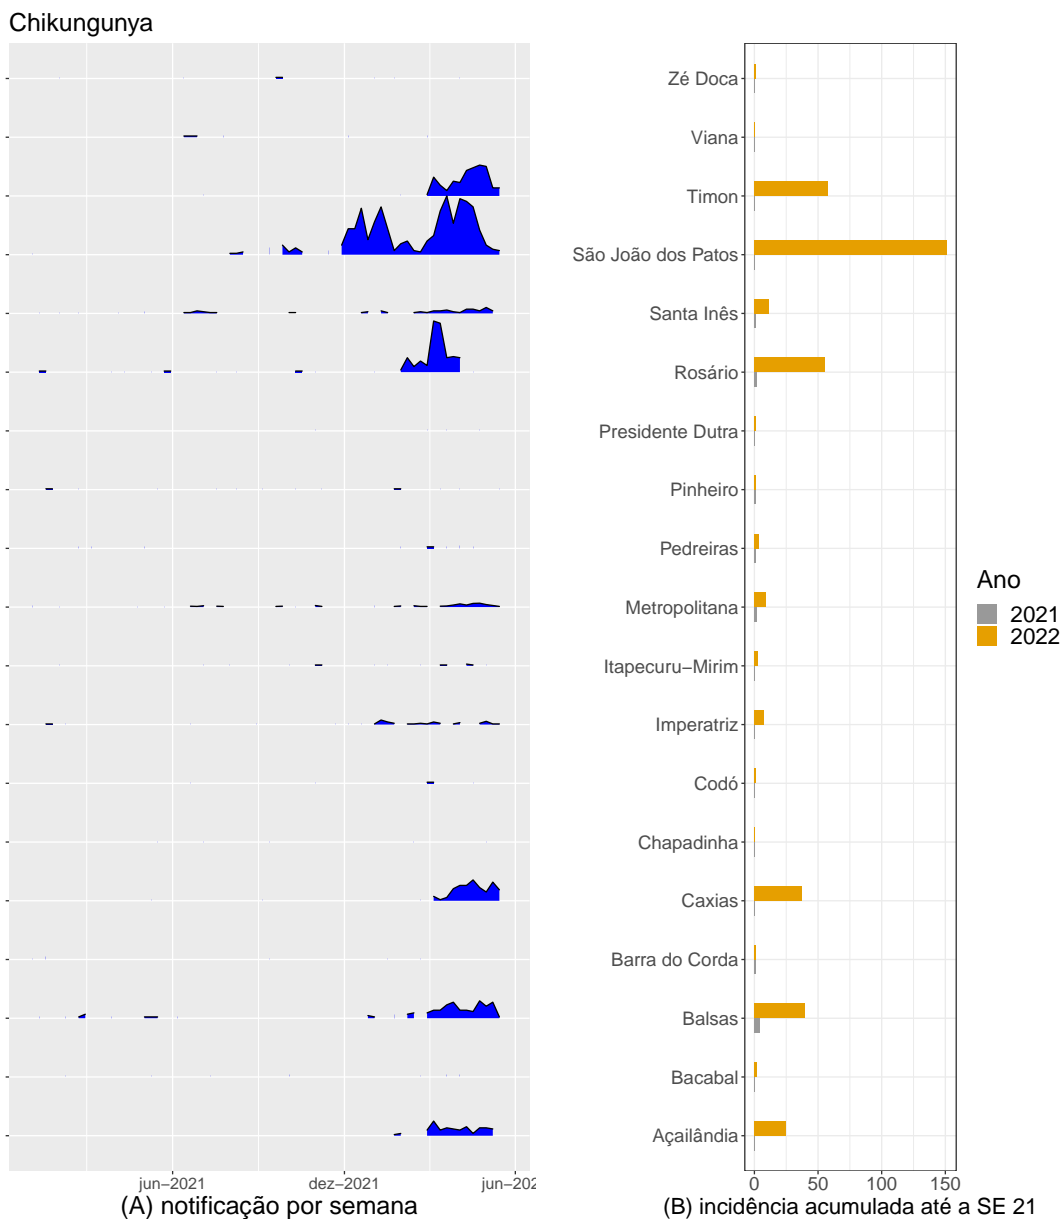 Chikungunya
Zé Doca
Viana
Timon
São João dos Patos
Santa Inês
Rosário
Presidente Dutra
Pinheiro
Pedreiras
Metropolitana
Itapecuru−Mirim
Imperatriz
Codó
Chapadinha
Caxias
Barra do Corda
Balsas
Bacabal
Açailândia
Ano
2021
2022
jun−2021 dez−2021 jun−202
0 50 100 150
(A) notificação por semana
(B) incidência acumulada até a SE 21